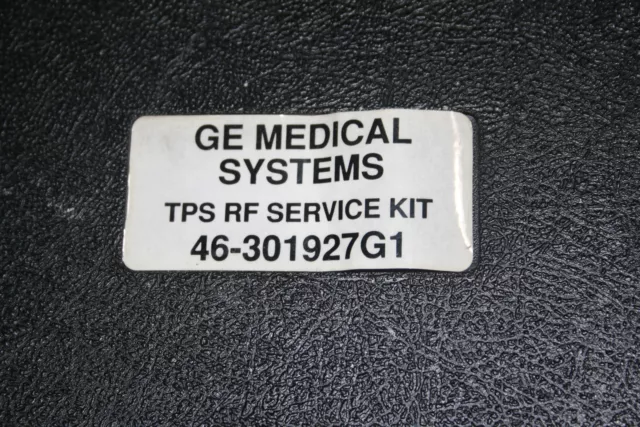 GE MEDICAL
SYSTEMS
TPS RF SERVICE KIT
46-301927G1